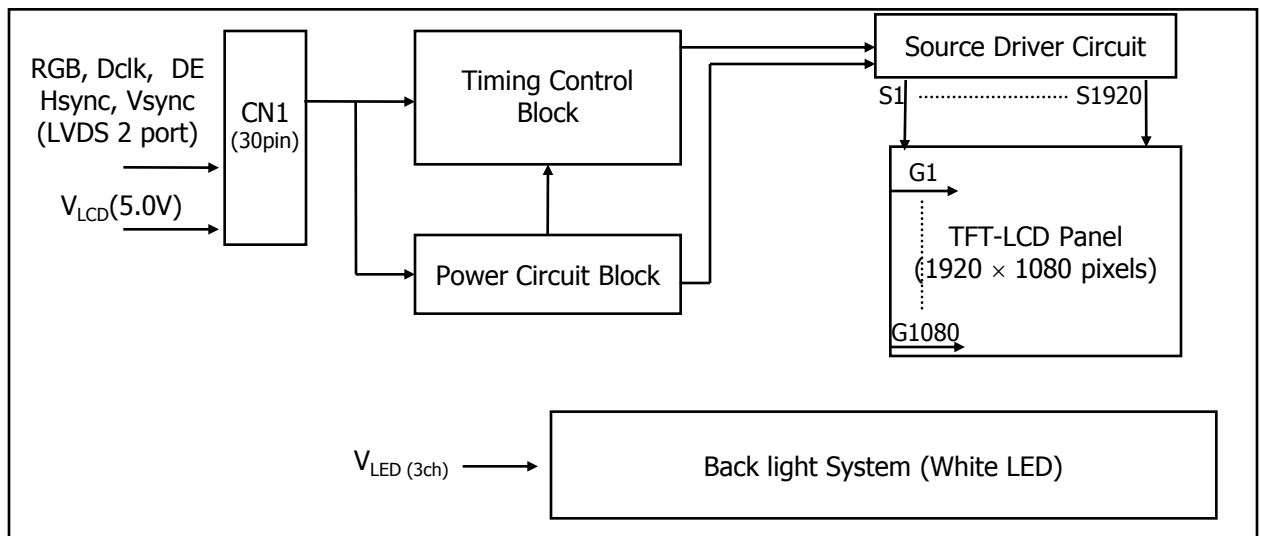 RGB, Dclk, DE
Hsync, Vsync
(LVDS 2 port)
VLCD(5.0V)
CN1
(30pin)
Timing Control
Block
Power Circuit Block
Source Driver Circuit
S1 S1920
G1
TFT-LCD Panel
(1920 × 1080 pixels)
G1080
VLED (3ch)
Back light System (White LED)